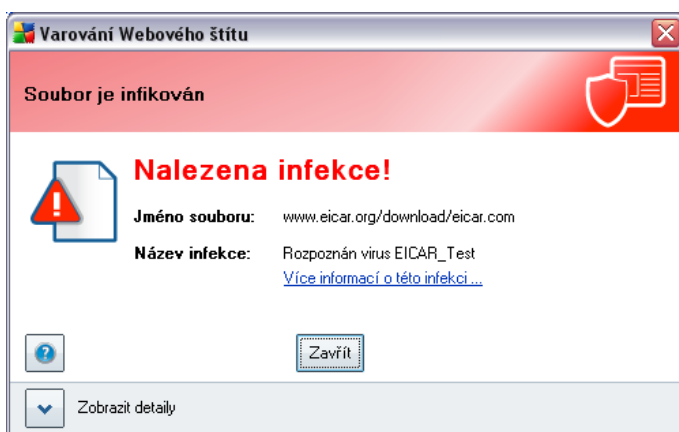 Varování Webového štítu
Soubor je infikován
Nalezena infekce!
Jméno souboru: www.eicar.org/download/eicar.com
Název infekce: Rozpoznán virus EICAR_Test
Více informací o této infekci ...
Zavřít
Zobrazit detaily